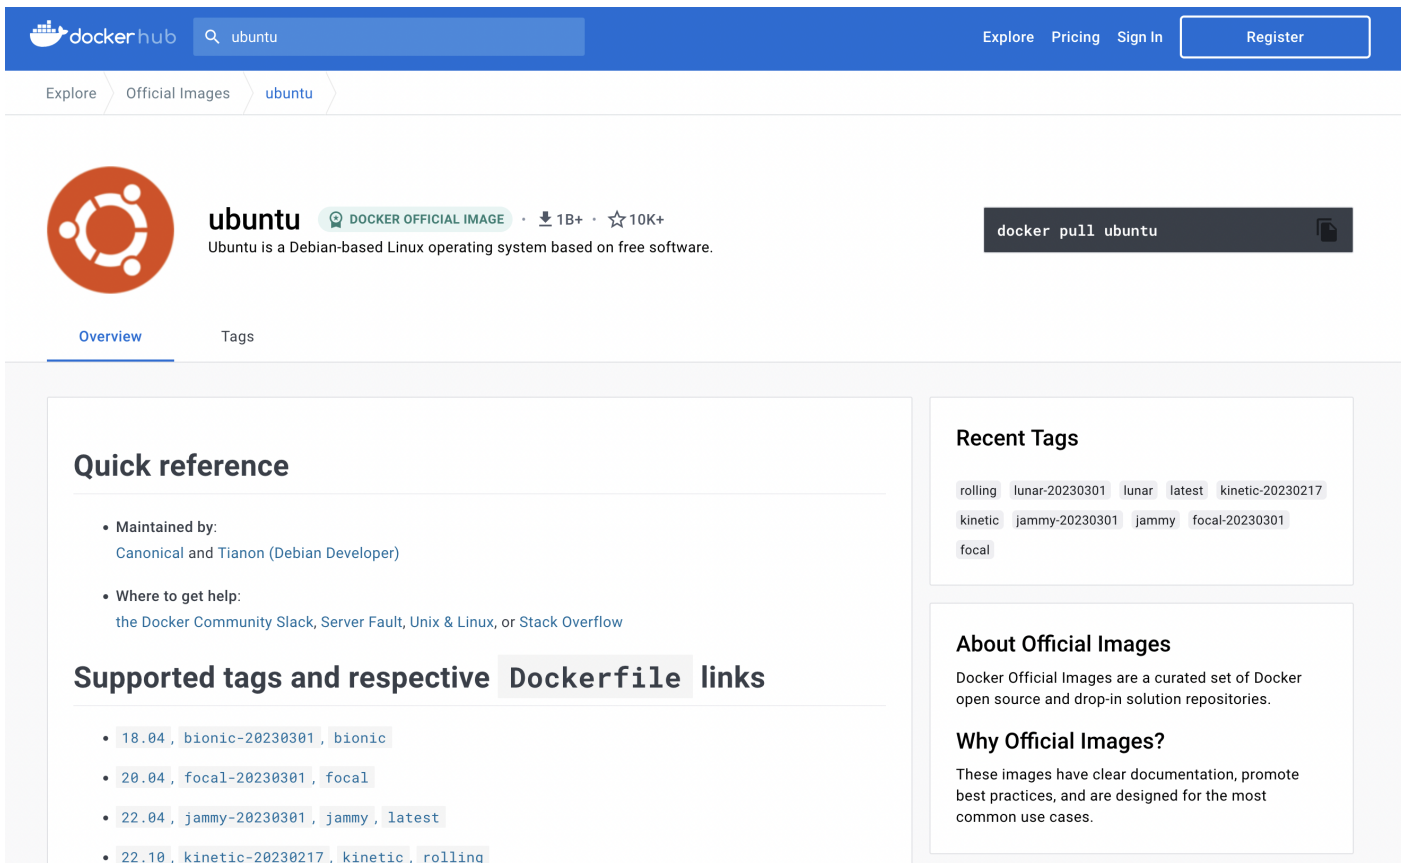 dockerhub
ubuntu
Explore Pricing Sign In Register
Explore Official Images ubuntu
ubuntu DOCKER OFFICIAL IMAGE · 1B+ · 10K+
Ubuntu is a Debian-based Linux operating system based on free software.
docker pull ubuntu
Overview Tags
Quick reference
• Maintained by:
Canonical and Tianon (Debian Developer)
• Where to get help:
the Docker Community Slack, Server Fault, Unix & Linux, or Stack Overflow
Supported tags and respective Dockerfile links
• 18.04, bionic-20230301, bionic
• 20.04, focal-20230301, focal
• 22.04, jammy-20230301, jammy, latest
• 22.10, kinetic-20230217, kinetic, rolling
Recent Tags
rolling lunar-20230301 lunar latest kinetic-20230217
kinetic jammy-20230301 jammy focal-20230301
focal
About Official Images
Docker Official Images are a curated set of Docker
open source and drop-in solution repositories.
Why Official Images?
These images have clear documentation, promote
best practices, and are designed for the most
common use cases.